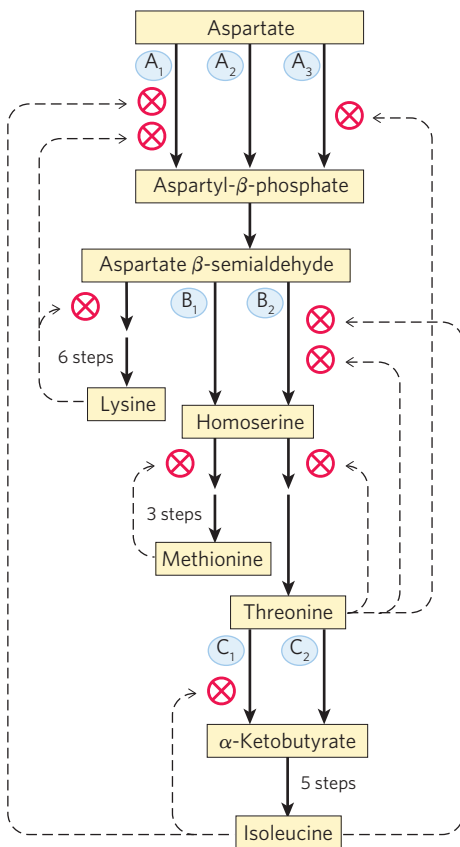 Aspartate
A₁ A₂ A₃
Aspartyl-β-phosphate
Aspartate β-semialdehyde
B₁ B₂
6 steps
Lysine
Homoserine
3 steps
Methionine
Threonine
C₁ C₂
α-Ketobutyrate
5 steps
Isoleucine